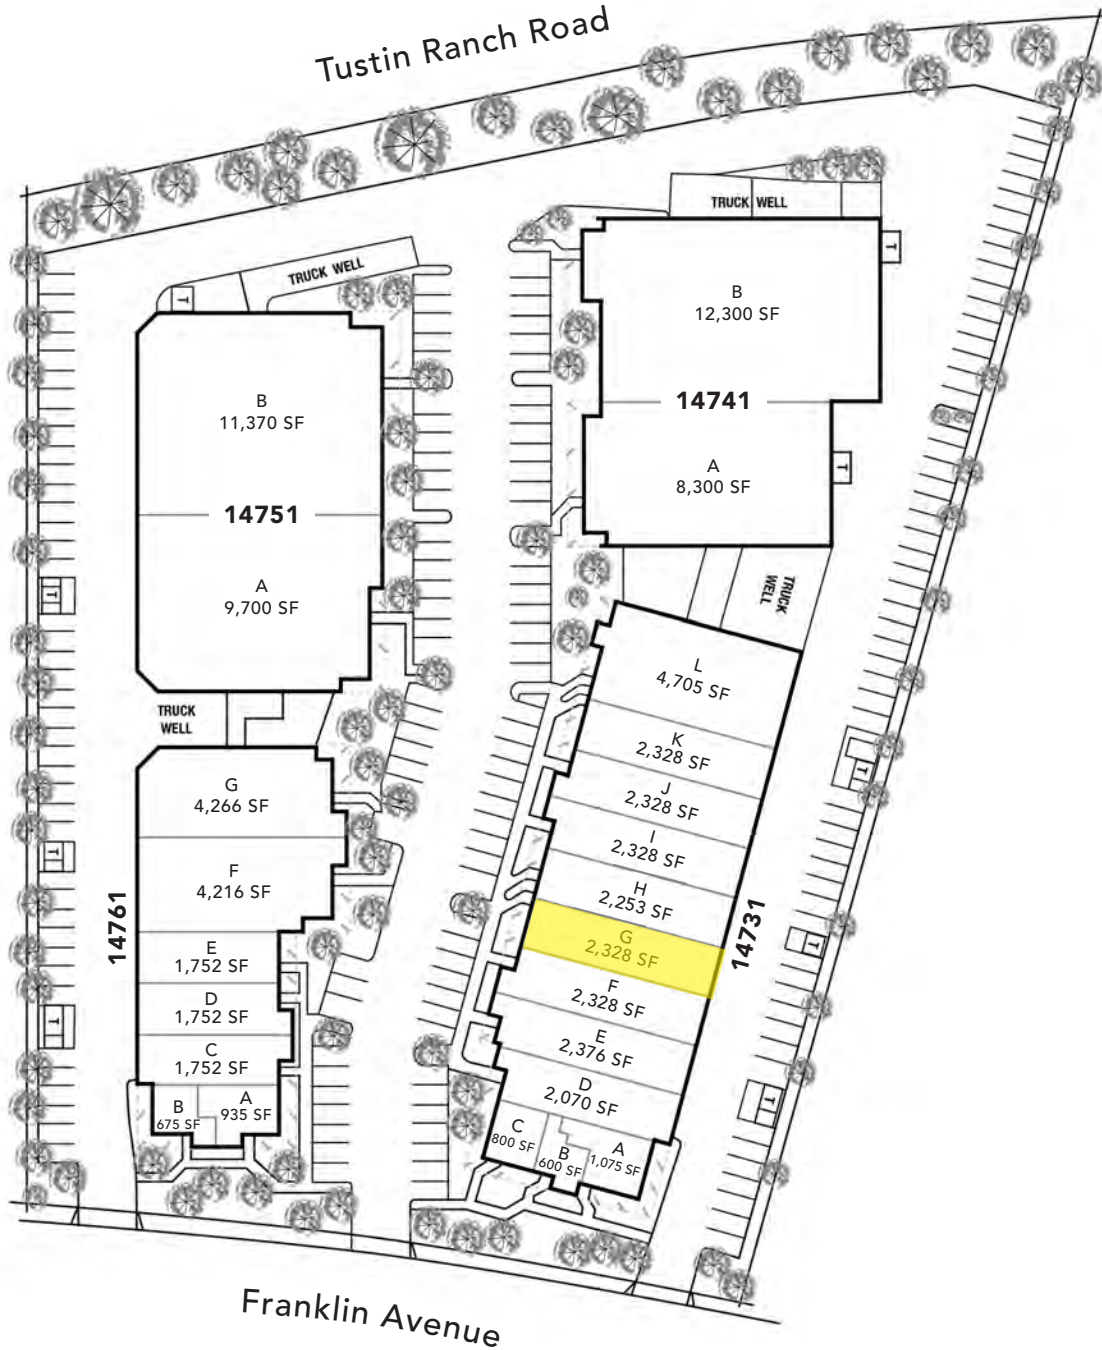 Tustin Ranch Road
TRUCK WELL
T
B
12,300 SF
14741
A
8,300 SF
T
TRUCK
WELL
TRUCK WELL
T
B
11,370 SF
14751
A
9,700 SF
T
TRUCK
WELL
G
4,266 SF
F
4,216 SF
14761
E
1,752 SF
D
1,752 SF
C
1,752 SF
B
675 SF
A
935 SF
T
T
L
4,705 SF
K
2,328 SF
J
2,328 SF
I
2,328 SF
H
2,253 SF
G
2,328 SF
14731
F
2,328 SF
E
2,376 SF
D
2,070 SF
C
800 SF
B
600 SF
A
1,075 SF
T
T
T
Franklin Avenue